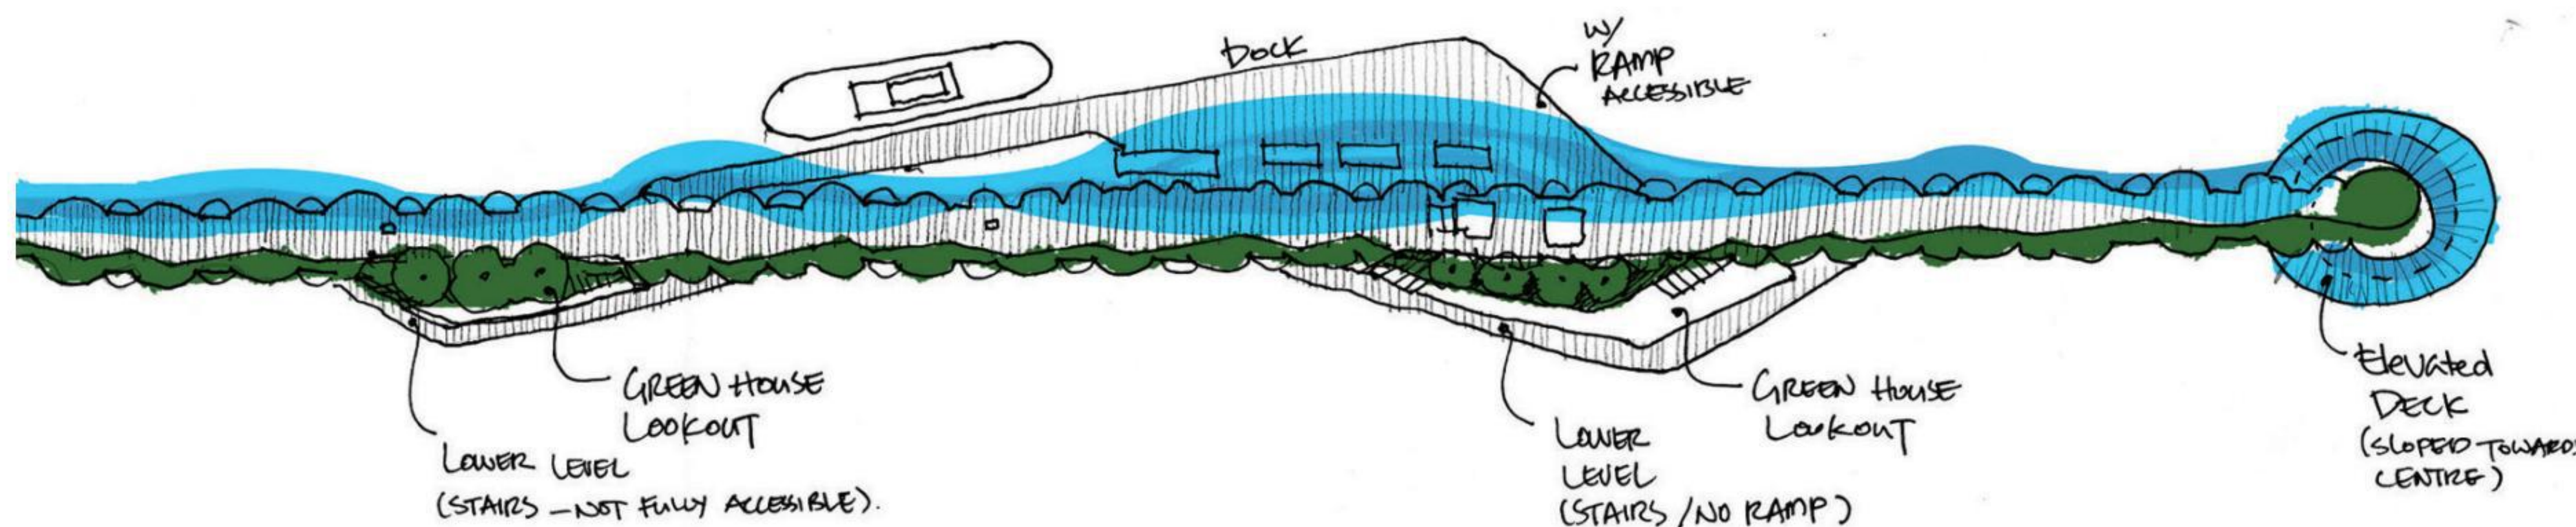 DOCK
W/
RAMP
ACCESSIBLE
GREEN HOUSE
LOOKOUT
LOWER LEVEL
(STAIRS - NOT FULLY ACCESSIBLE).
GREEN HOUSE
LOOKOUT
LOWER
LEVEL
(STAIRS / NO RAMP)
Elevated
DECK
(SLOPED TOWARDS
CENTRE)